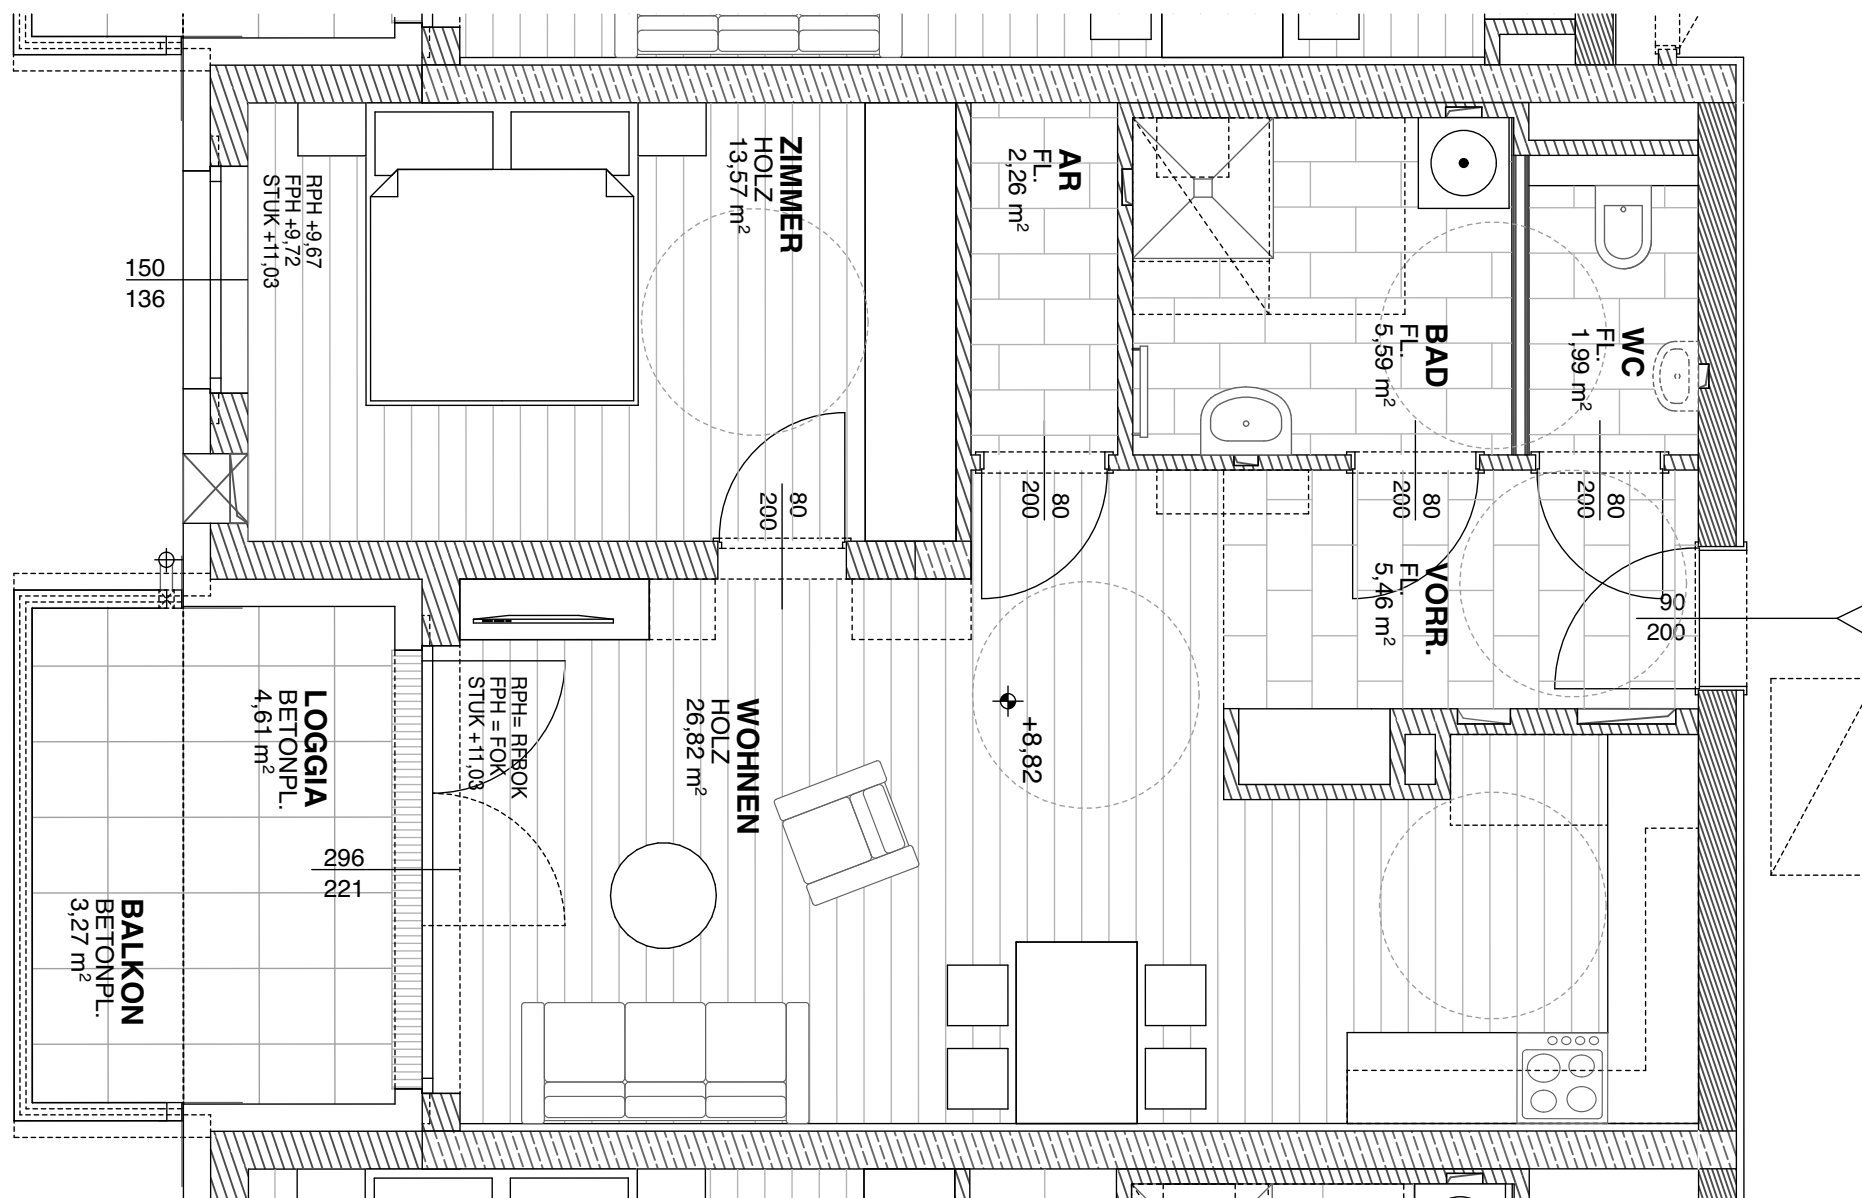 ZIMMER
HOLZ
13,57 m²
RPH +9,67
FPH +9,72
STUK +11,03
150
136
AR
FL.
2,26 m²
BAD
FL.
5,59 m²
WC
FL.
1,99 m²
80
200
80
200
80
200
80
200
VORR.
FL.
5,46 m²
90
200
LOGGIA
BETONPL.
4,61 m²
RPH= RFBOK
FPH = FOK
STUK +11,03
WOHNEN
HOLZ
26,82 m²
+8,82
296
221
BALKON
BETONPL.
3,27 m²